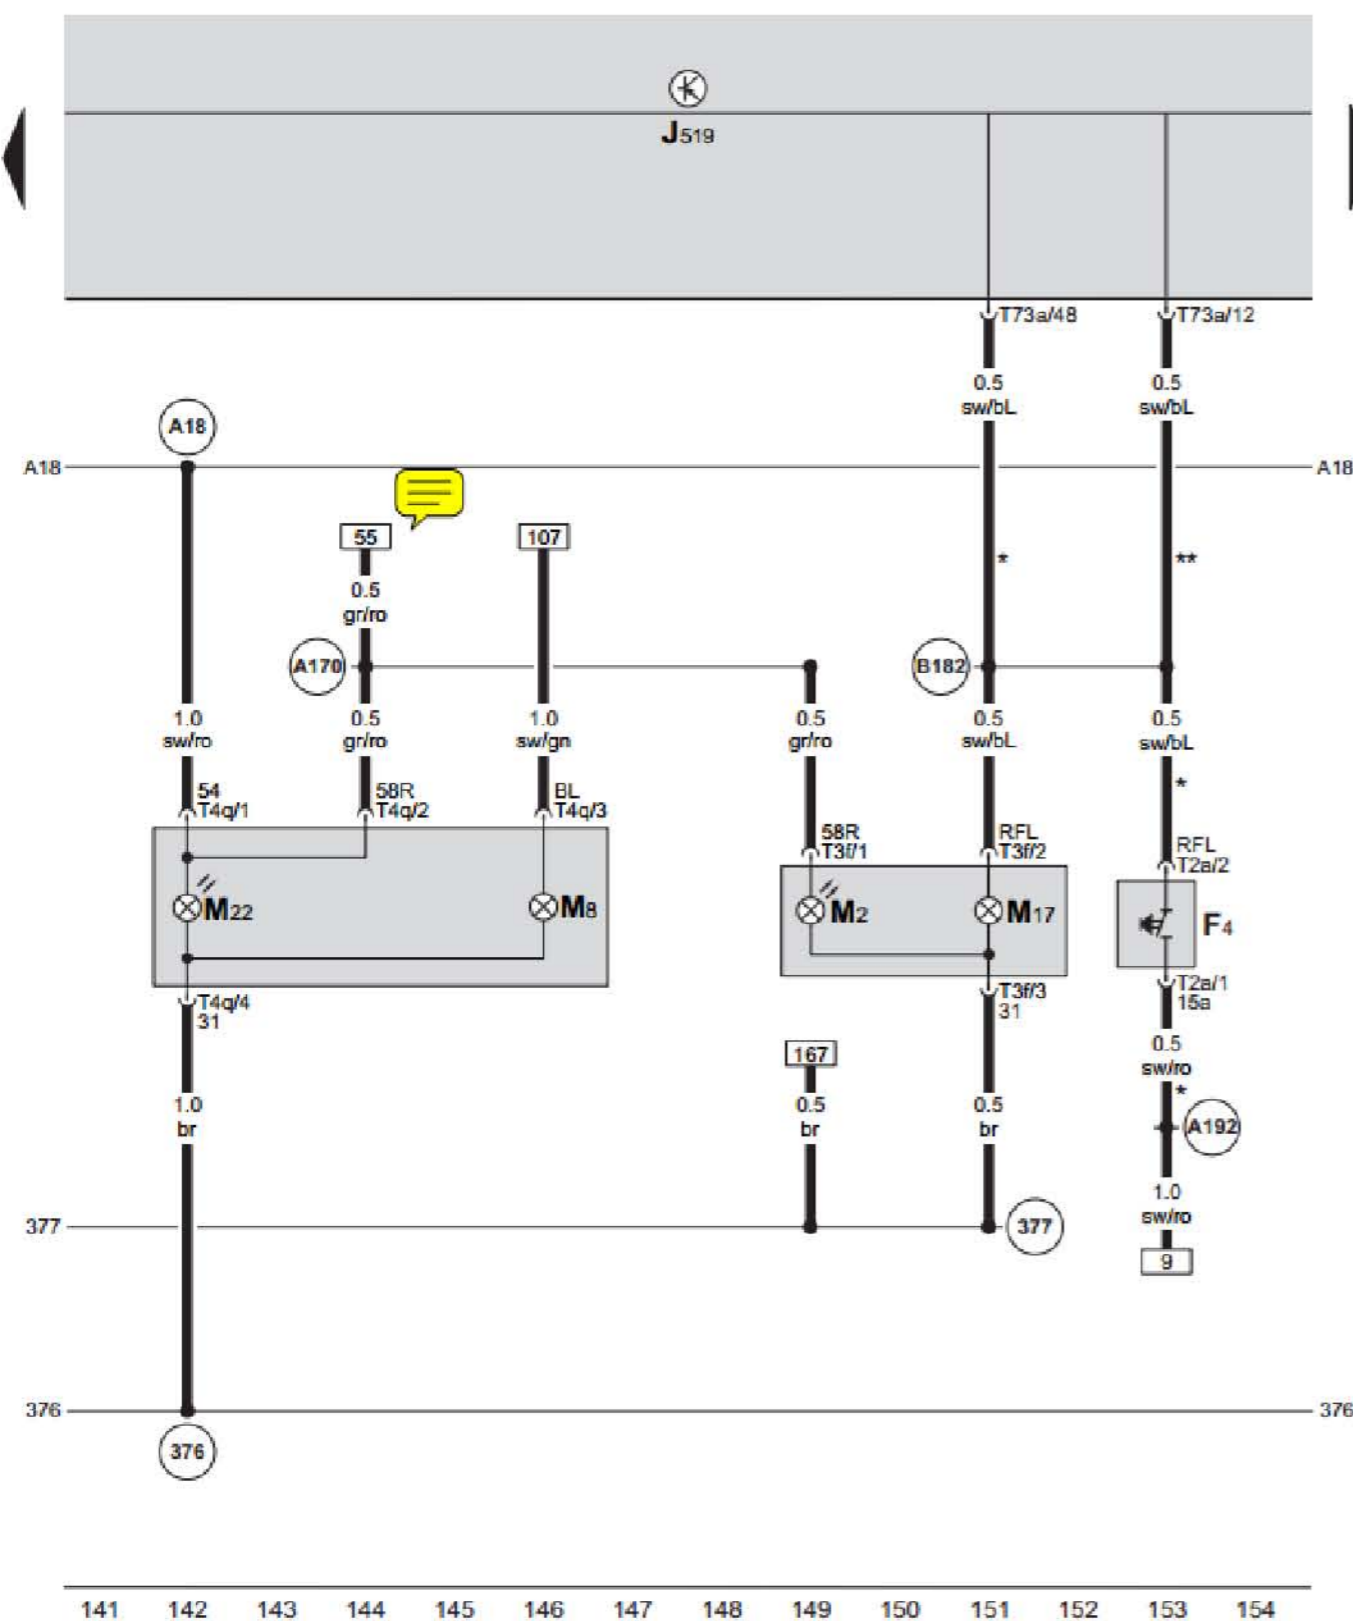 J519
T73a/48 T73a/12
0.5 0.5
sw/bL sw/bL
A18
A18 A18
55 107
* **
0.5
gr/ro
A170 B182
1.0 0.5 1.0 0.5 0.5 0.5
sw/ro gr/ro sw/gn gr/ro sw/bL sw/bL
*
54 58R BL
T4q/1 T4q/2 T4q/3
58R RFL RFL
T3f/1 T3f/2 T2a/2
M22 M8 M2 M17 F4
T4q/4 T3f/3 T2a/1
31 31 15a
0.5
sw/ro
167
*
1.0 0.5 0.5
br br br
A192
1.0
sw/ro
377 377
9
376 376
376
141 142 143 144 145 146 147 148 149 150 151 152 153 154